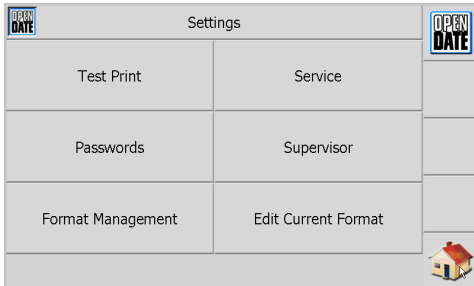 OPEN
DATE
Settings
OPEN
DATE
Test Print
Service
Passwords
Supervisor
Format Management
Edit Current Format